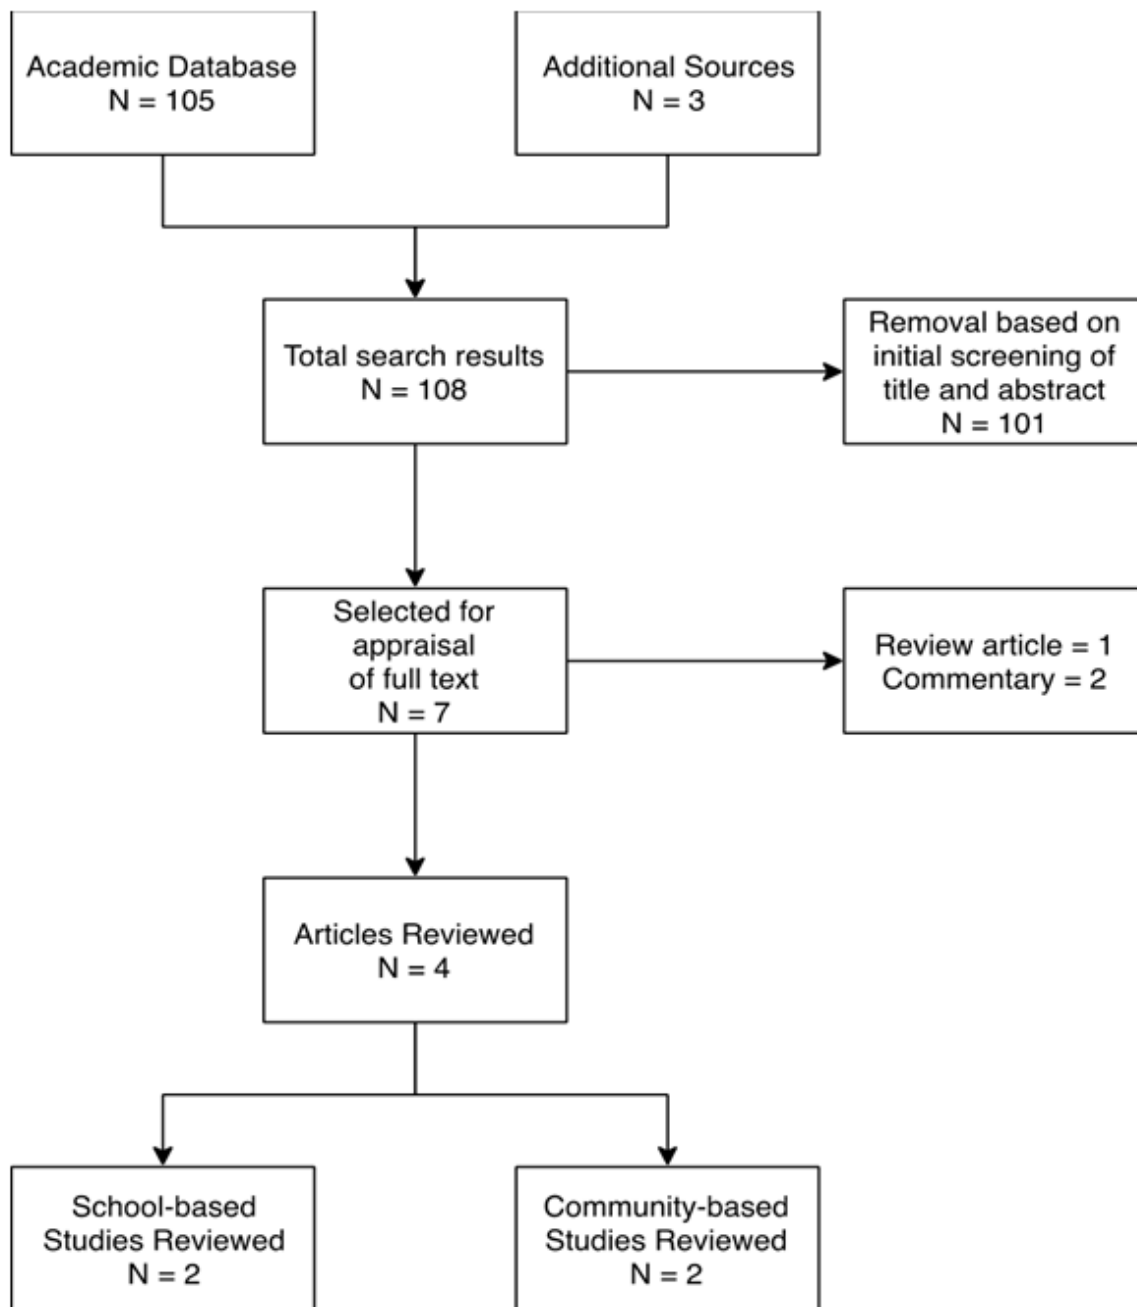 Academic Database
N = 105
Additional Sources
N = 3
Total search results
N = 108
Removal based on
initial screening of
title and abstract
N = 101
Selected for
appraisal
of full text
N = 7
Review article = 1
Commentary = 2
Articles Reviewed
N = 4
School-based
Studies Reviewed
N = 2
Community-based
Studies Reviewed
N = 2